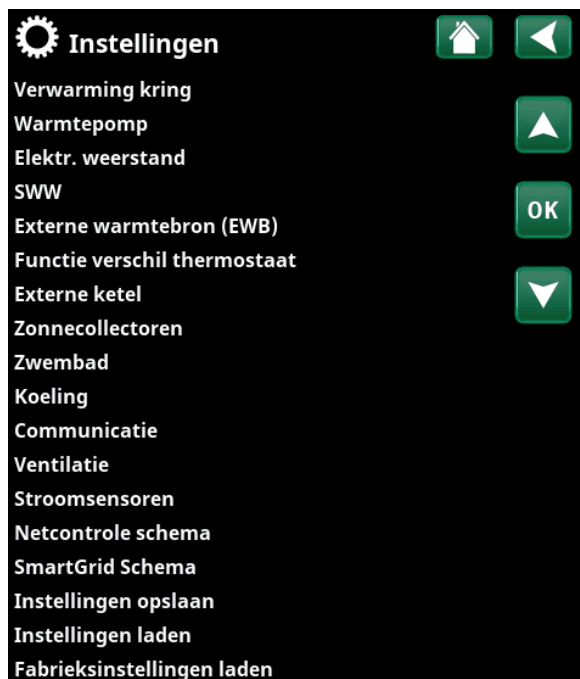 Instellingen
Verwarming kring
Warmtepomp
Elektr. weerstand
SWW
OK
Externe warmtebron (EWB)
Functie verschil thermostaat
Externe ketel
Zonnecollectoren
Zwembad
Koeling
Communicatie
Ventilatie
Stroomsensoren
Netcontrole schema
SmartGrid Schema
Instellingen opslaan
Instellingen laden
Fabrieksinstellingen laden